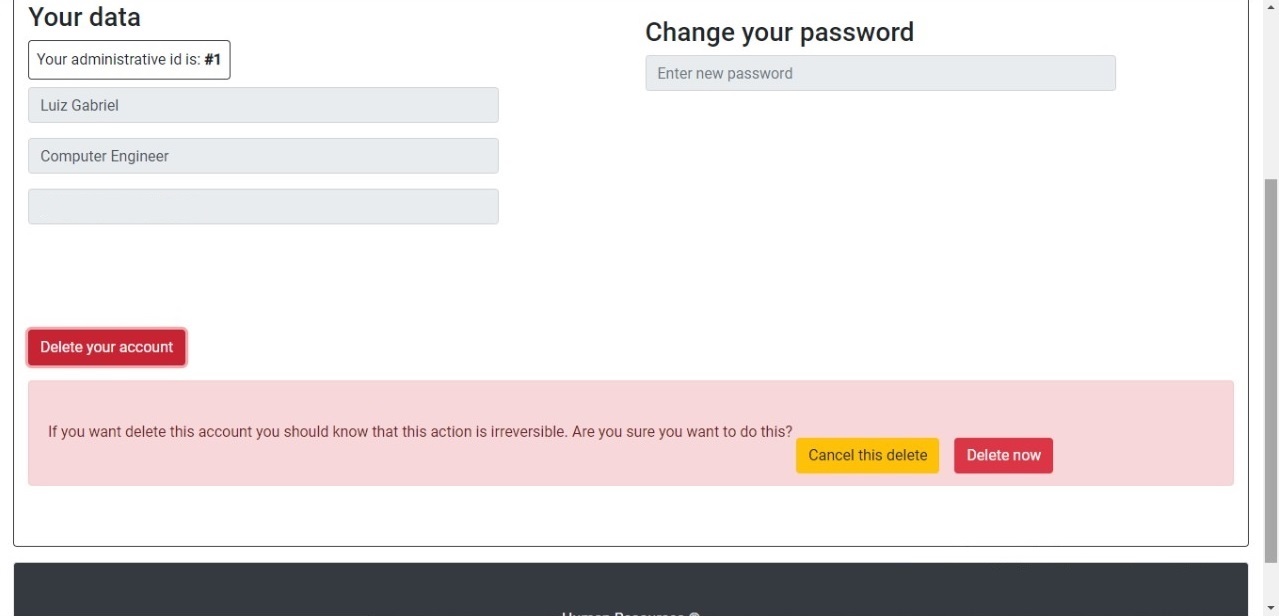 Your data
Your administrative id is: #1
Luiz Gabriel
Computer Engineer
Change your password
Enter new password
Delete your account
If you want delete this account you should know that this action is irreversible. Are you sure you want to do this?
Cancel this delete
Delete now
Human Resources ®